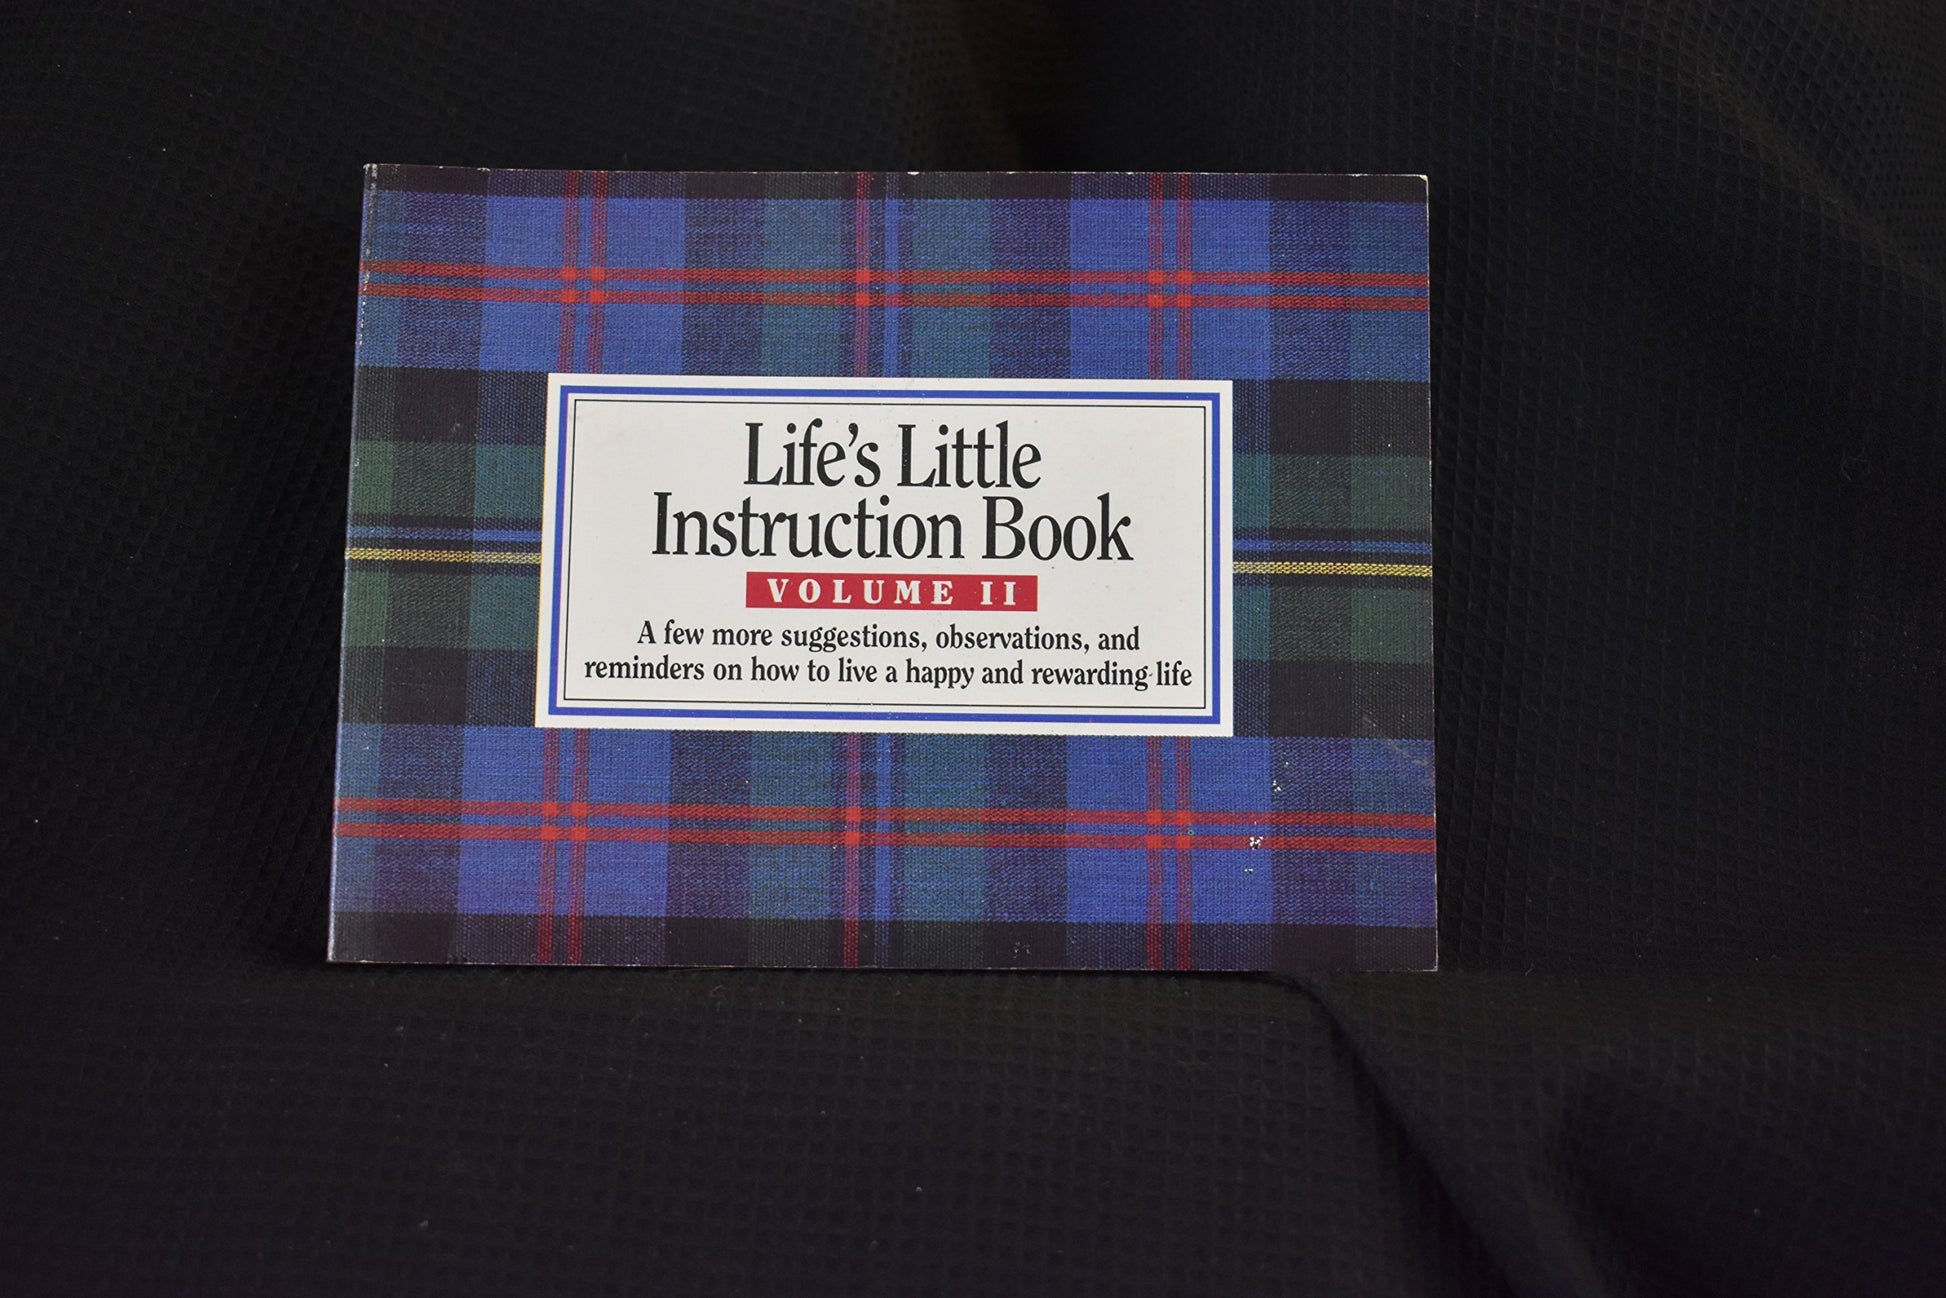 Life's Little
Instruction Book
VOLUME II
A few more suggestions, observations, and
reminders on how to live a happy and rewarding life